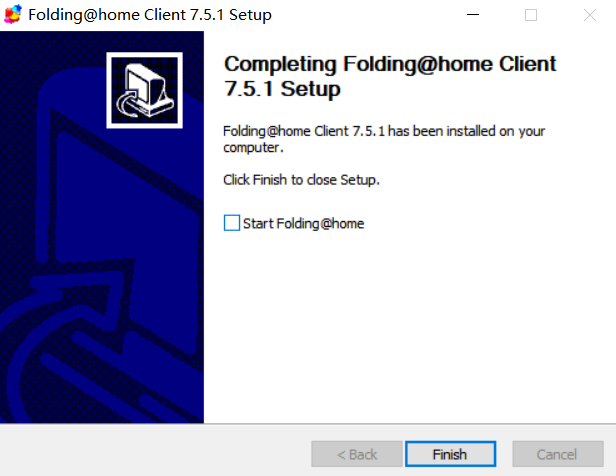 Folding@home Client 7.5.1 Setup
Completing Folding@home Client
7.5.1 Setup
Folding@home Client 7.5.1 has been installed on your
computer.
Click Finish to close Setup.
Start Folding@home
< Back
Finish
Cancel